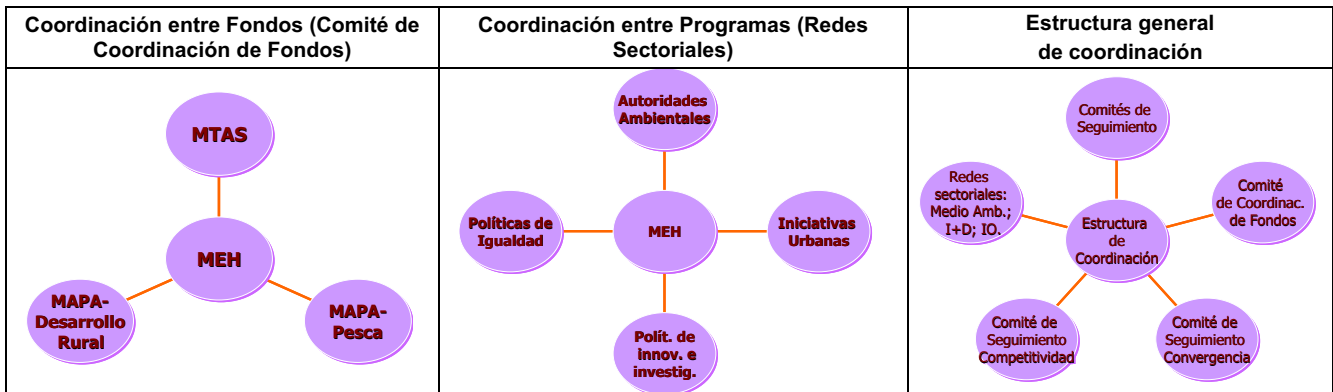 Coordinación entre Fondos (Comité de
Coordinación de Fondos)
Coordinación entre Programas (Redes
Sectoriales)
Estructura general
de coordinación
MTAS
MEH
MAPA-
Desarrollo
Rural
MAPA-
Pesca
Autoridades
Ambientales
Políticas de
Igualdad
MEH
Iniciativas
Urbanas
Polít. de
innov. e
investig.
Comités de
Seguimiento
Redes
sectoriales:
Medio Amb.;
I+D; IO.
Comité
de Coordinac.
de Fondos
Estructura
de
Coordinación
Comité de
Seguimiento
Competitividad
Comité de
Seguimiento
Convergencia